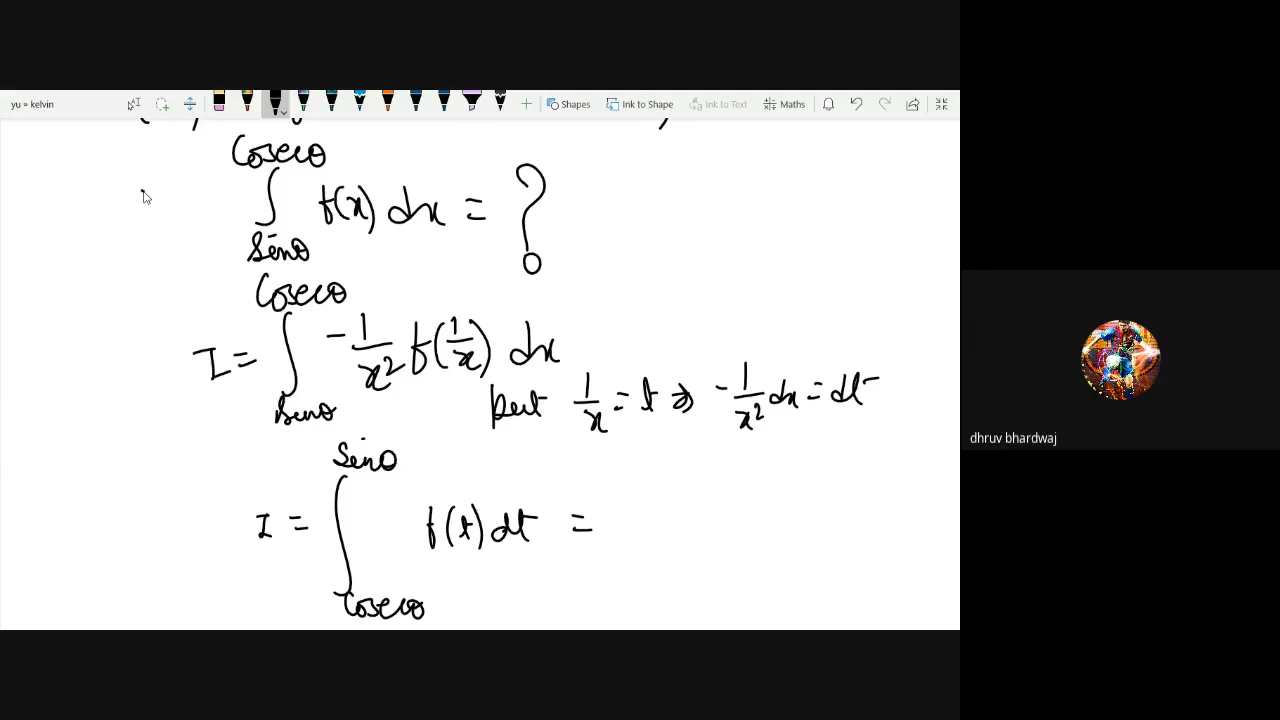 yu = kelvin
Shapes Ink to Shape Ink to Text Maths
Cosecθ
∫ f(x) dx = ?
Sinθ
Cosecθ
I = ∫ -1/x² f(1/x) dx
Sinθ
put 1/x = t ⇒ -1/x² dx = dt
Sinθ
I = ∫ f(t) dt =
Cosecθ
dhruv bhardwaj